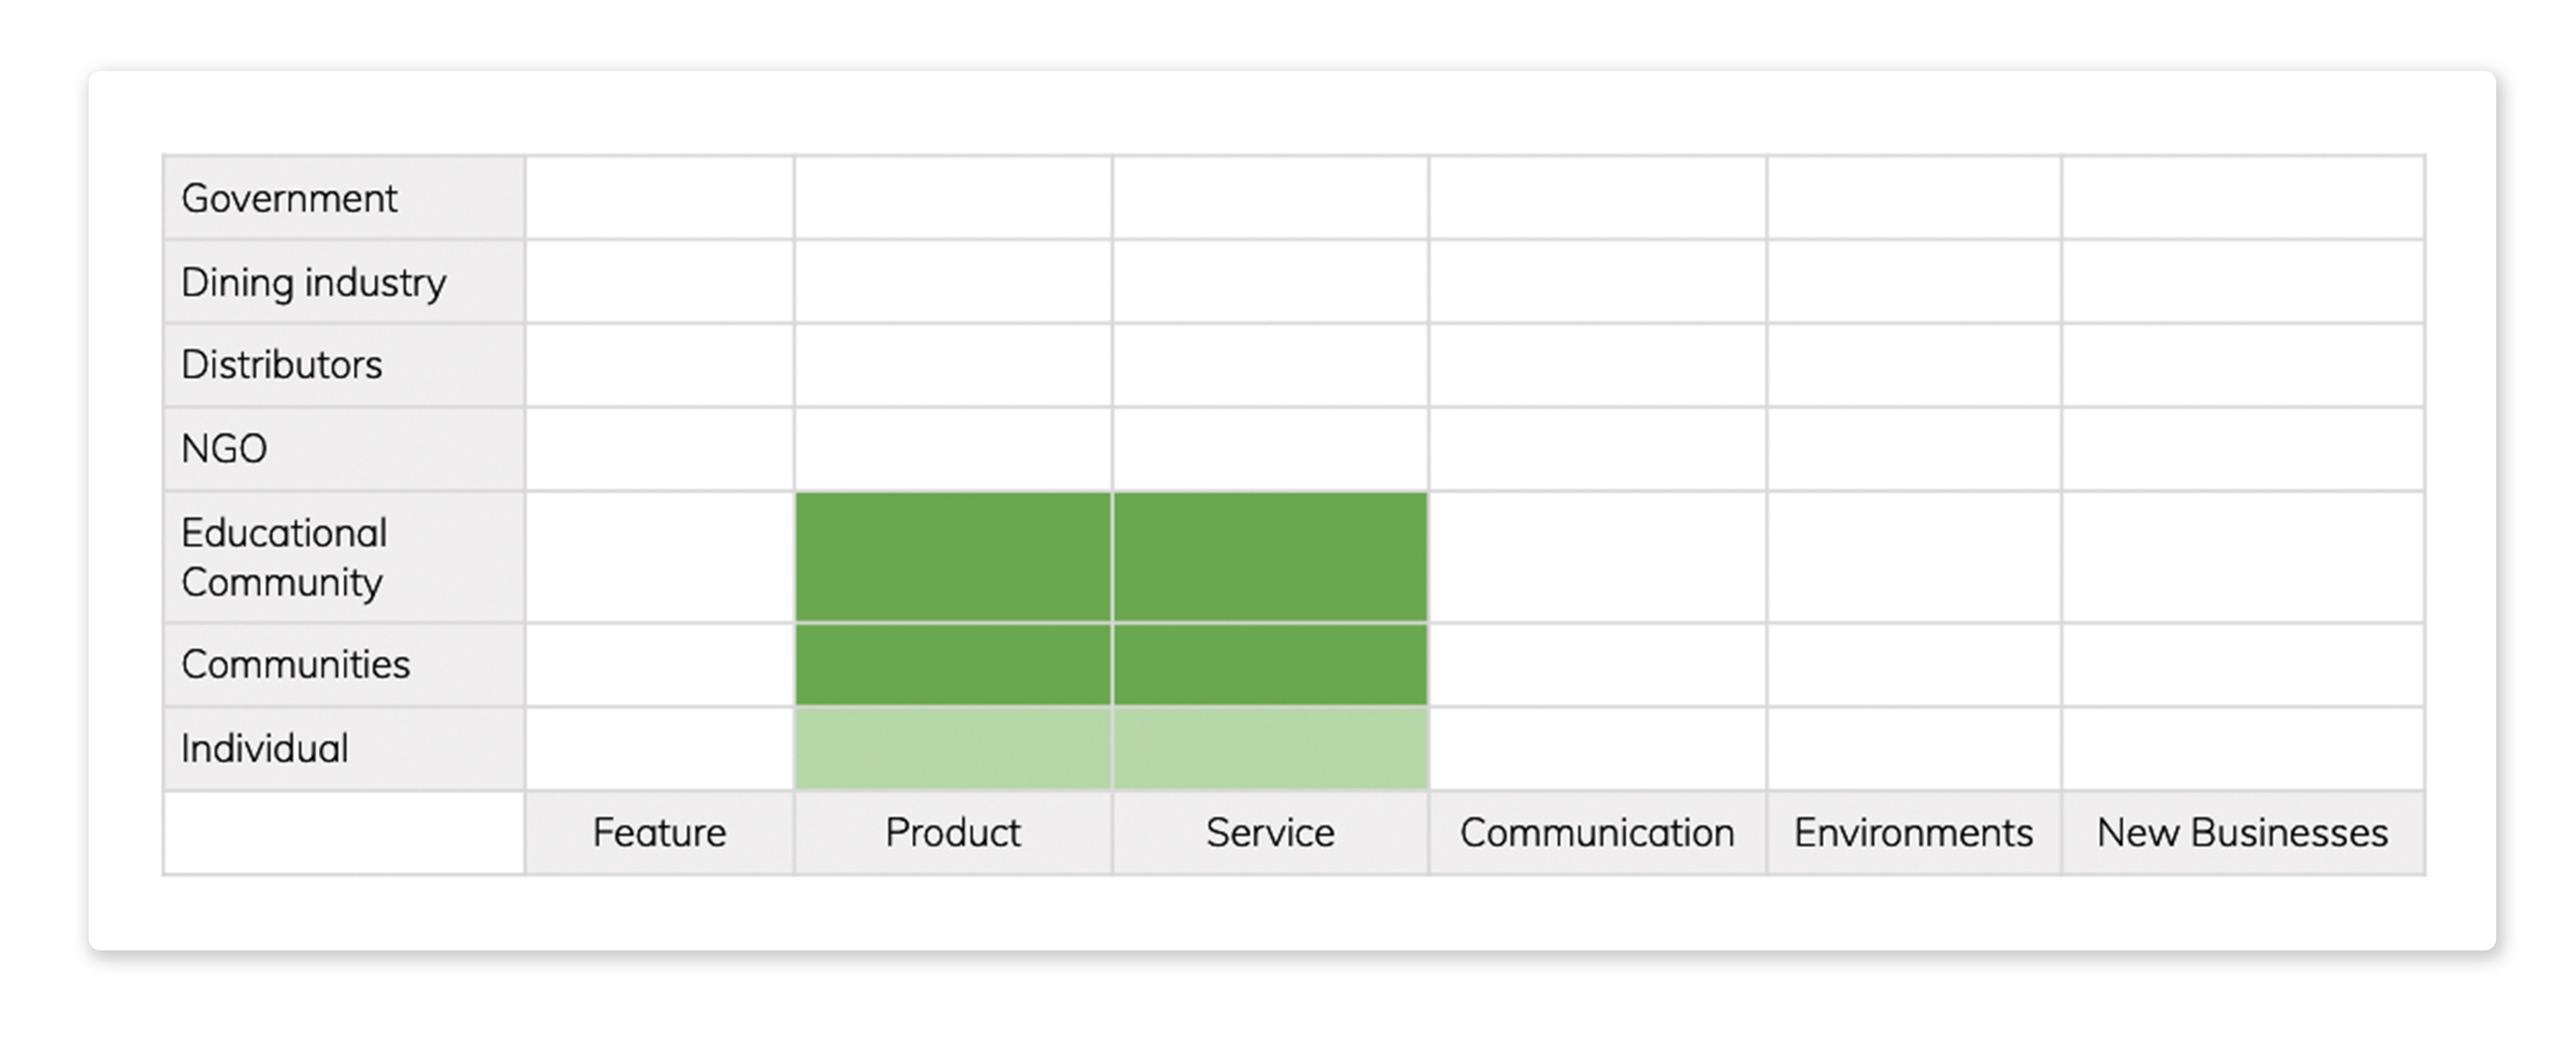 Government
Dining industry
Distributors
NGO
Educational
Community
Communities
Individual
Feature Product Service Communication Environments New Businesses